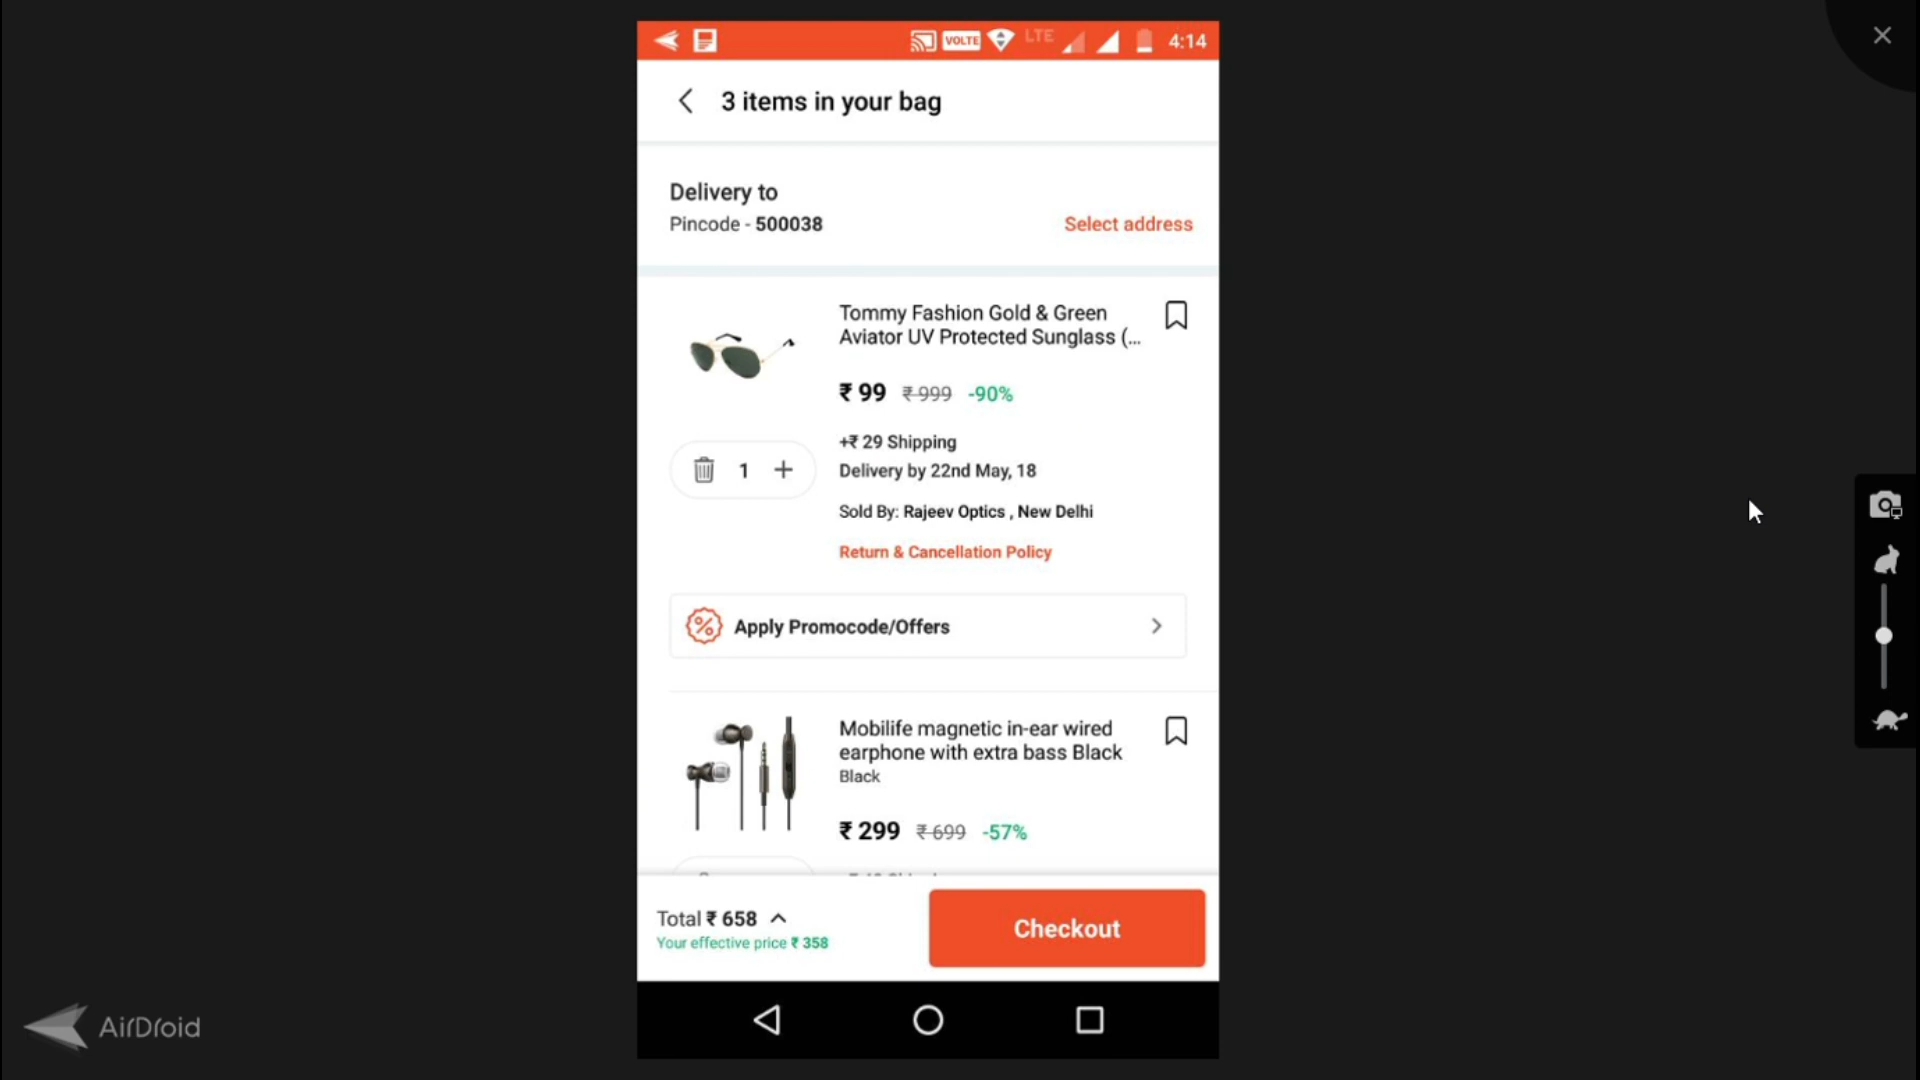 VOLTE LTE 4:14
3 items in your bag
Delivery to
Pincode - 500038
Select address
Tommy Fashion Gold & Green
Aviator UV Protected Sunglass (...
₹ 99 ₹ 999 -90%
+₹ 29 Shipping
1
Delivery by 22nd May, 18
Sold By: Rajeev Optics , New Delhi
Return & Cancellation Policy
Apply Promocode/Offers
Mobilife magnetic in-ear wired
earphone with extra bass Black
Black
₹ 299 ₹ 699 -57%
Total ₹ 658
Your effective price ₹ 358
Checkout
AirDroid